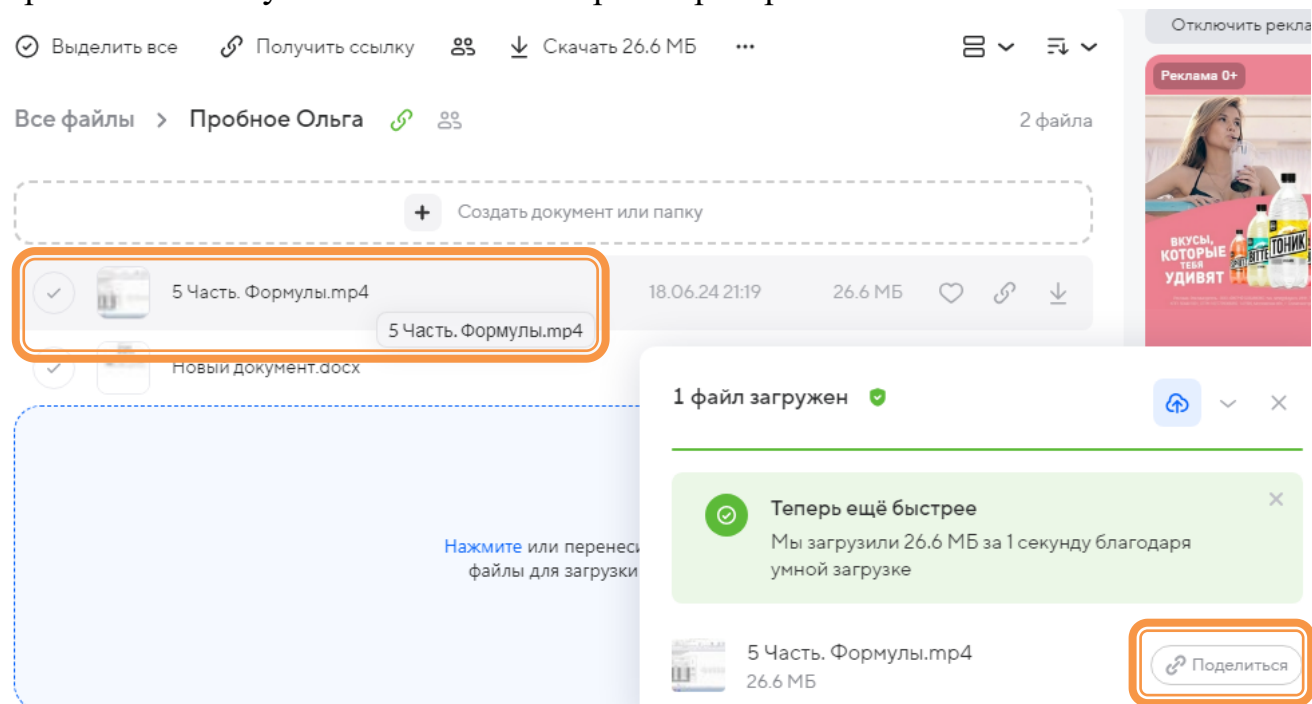 Выделить все
Получить ссылку
Скачать 26.6 МБ
Отключить рекла
Реклама 0+
Все файлы > Пробное Ольга
2 файла
Создать документ или папку
ВКУСЫ,
КОТОРЫЕ
ТЕБЯ
УДИВЯТ
BITTE
ТОНИК
5 Часть. Формулы.mp4
18.06.24 21:19
26.6 МБ
5 Часть. Формулы.mp4
Новый документ.docx
1 файл загружен
Теперь ещё быстрее
Мы загрузили 26.6 МБ за 1 секунду благодаря
умной загрузке
Нажмите или перенеси
файлы для загрузки
5 Часть. Формулы.mp4
26.6 МБ
Поделиться